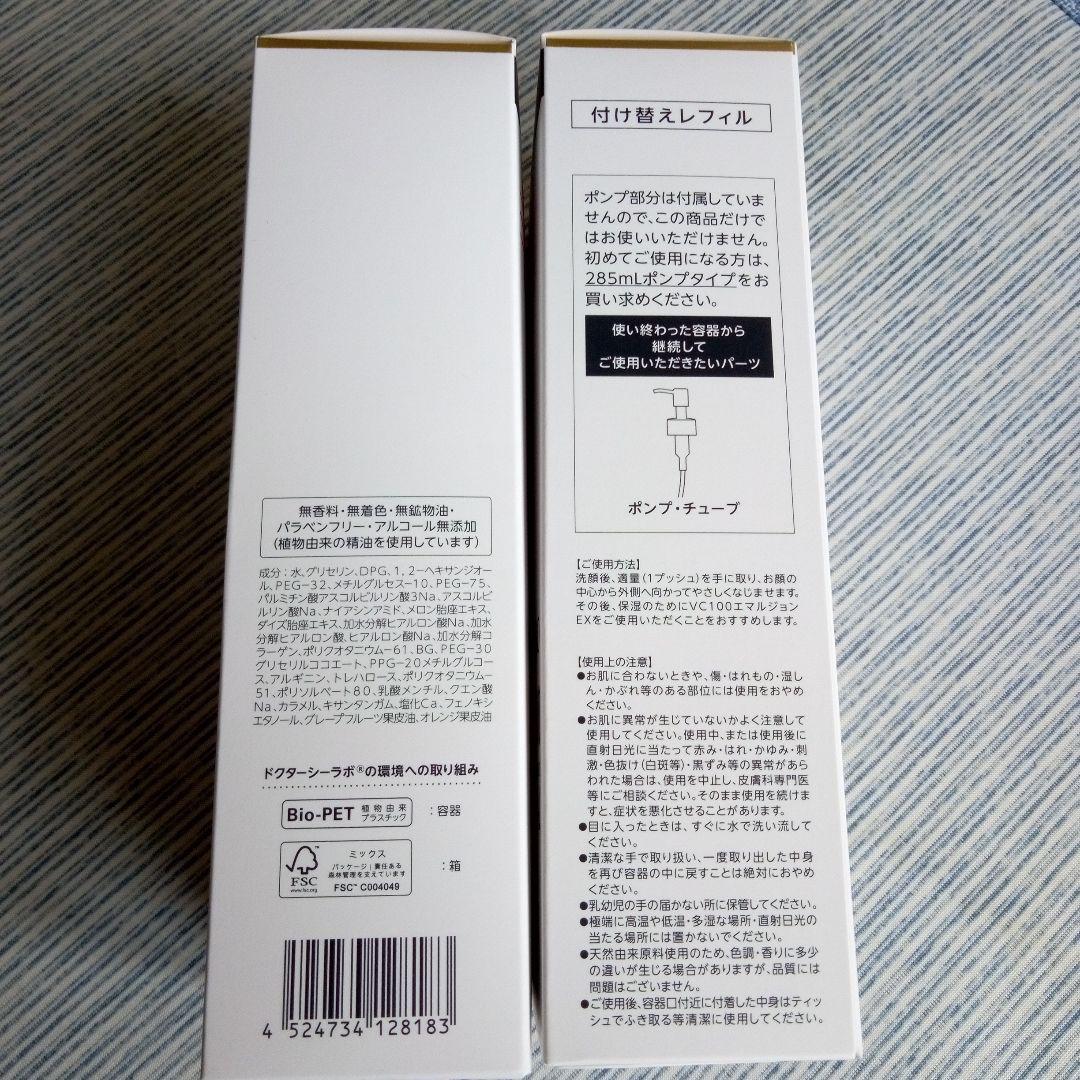 無香料・無着色・無鉱物油・
パラベンフリー・アルコール無添加
(植物由来の精油を使用しています)
成分：水、グリセリン、DPG、1，2−ヘキサンジオー
ル、PEG−32、メチルグルセス−10、PEG−75、
パルミチン酸アスコルビルリン酸3Na、アスコルビ
ルリン酸Na、ナイアシンアミド、メロン胎座エキス、
ダイズ胎座エキス、加水分解ヒアルロン酸Na、加水
分解ヒアルロン酸、ヒアルロン酸Na、加水分解コ
ラーゲン、ポリクオタニウム−61、BG、PEG−30
グリセリルココエート、PPG−20メチルグルコー
ス、アルギニン、トレハロース、ポリクオタニウム−
51、ポリソルベート80、乳酸メンチル、クエン酸
Na、カラメル、キサンタンガム、塩化Ca、フェノキシ
エタノール、グレープフルーツ果皮油、オレンジ果皮油
ドクターシーラボ®の環境への取り組み
Bio-PET 植物由来
プラスチック
：容器
FSC
www.fsc.org
ミックス
パッケージ｜責任ある
森林管理を支えています
FSC™ C004049
：箱
4 524734 128183
付け替えレフィル
ポンプ部分は付属していま
せんので、この商品だけで
はお使いいただけません。
初めてご使用になる方は、
285mLポンプタイプをお
買い求めください。
使い終わった容器から
継続して
ご使用いただきたいパーツ
ポンプ・チューブ
【ご使用方法】
洗顔後、適量(1プッシュ)を手に取り、お顔の
中心から外側へ向かってやさしくなじませます。
その後、保湿のためにVC100エマルジョン
EXをご使用いただくことをおすすめします。
【使用上の注意】
●お肌に合わないときや、傷・はれもの・湿し
ん・かぶれ等のある部位には使用をおやめ
ください。
●お肌に異常が生じていないかよく注意して
使用してください。使用中、または使用後に
直射日光に当たって赤み・はれ・かゆみ・刺
激・色抜け(白斑等)・黒ずみ等の異常があら
われた場合は、使用を中止し、皮膚科専門医
等にご相談ください。そのまま使用を続けま
すと、症状を悪化させることがあります。
●目に入ったときは、すぐに水で洗い流して
ください。
●清潔な手で取り扱い、一度取り出した中身
を再び容器の中に戻すことは絶対におやめ
ください。
●乳幼児の手の届かない所に保管してください。
●極端に高温や低温・多湿な場所・直射日光の
当たる場所には置かないでください。
●天然由来原料使用のため、色調・香りに多少
の違いが生じる場合がありますが、品質には
問題はございません。
●ご使用後、容器口付近に付着した中身はティッ
シュでふき取る等清潔に使用してください。